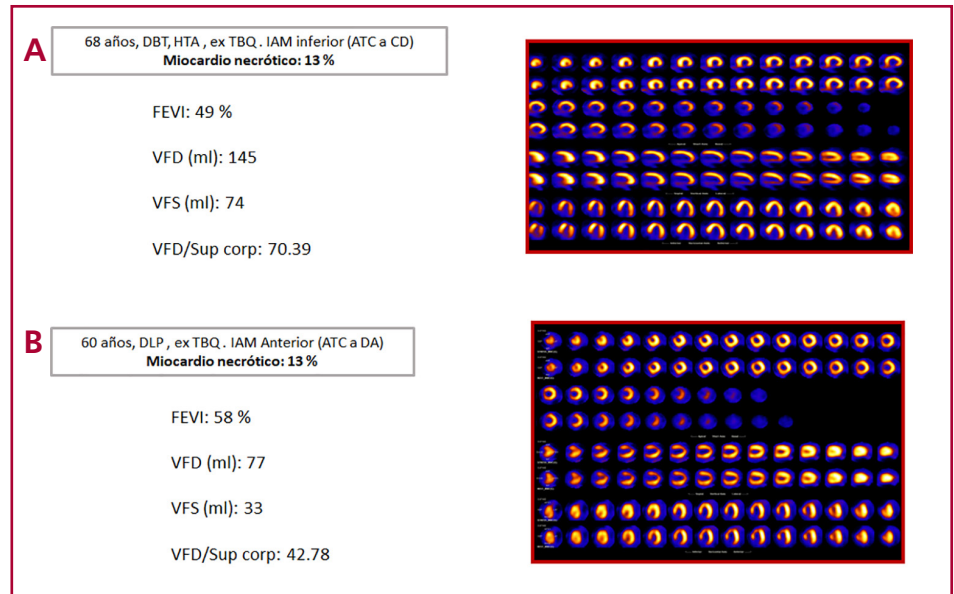 A
68 años, DBT, HTA , ex TBQ . IAM inferior (ATC a CD)
Miocardio necrótico: 13 %
FEVI: 49 %
VFD (ml): 145
VFS (ml): 74
VFD/Sup corp: 70.39
B
60 años, DLP , ex TBQ . IAM Anterior (ATC a DA)
Miocardio necrótico: 13 %
FEVI: 58 %
VFD (ml): 77
VFS (ml): 33
VFD/Sup corp: 42.78